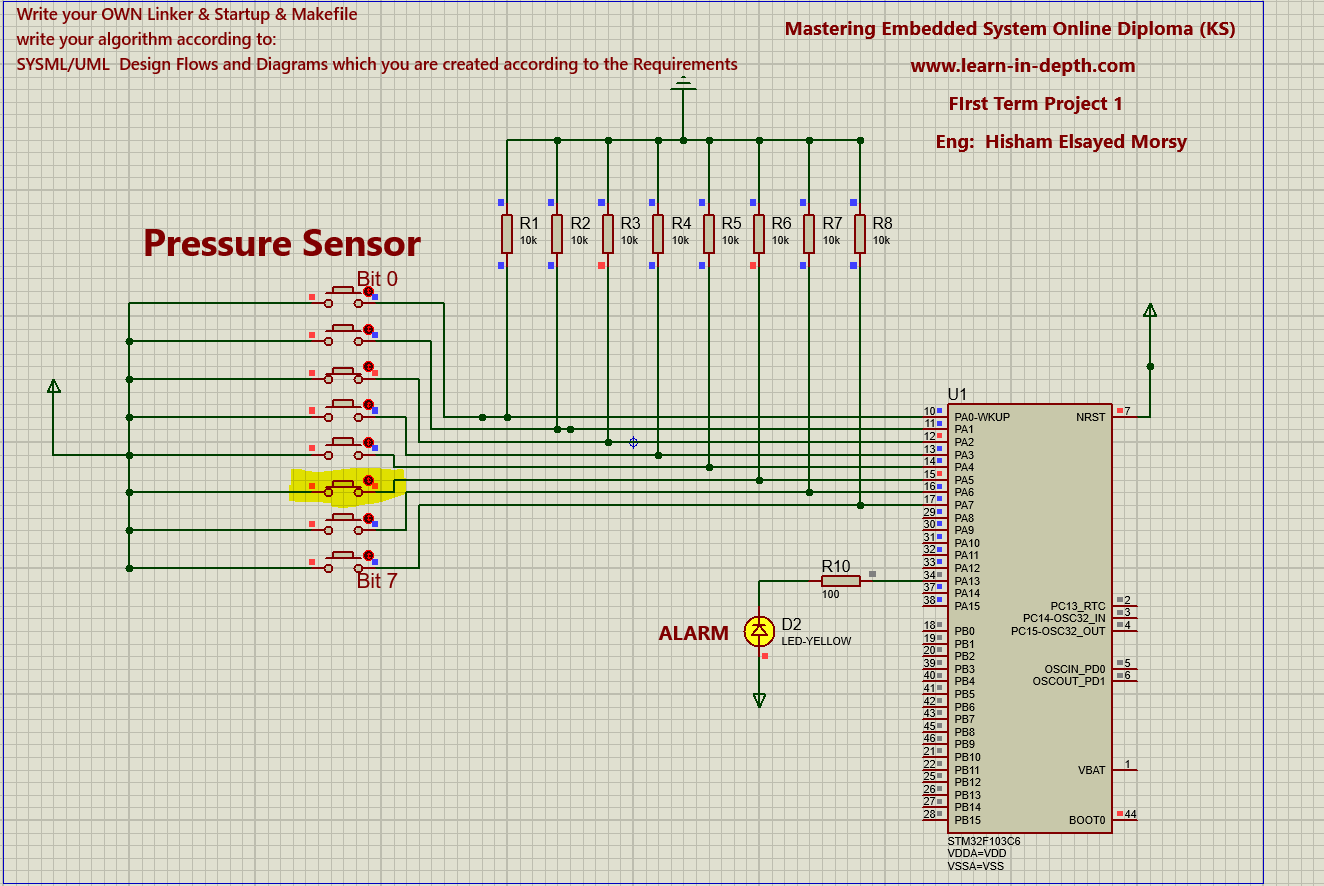 Write your OWN Linker & Startup & Makefile
write your algorithm according to:
SYSML/UML Design Flows and Diagrams which you are created according to the Requirements
Mastering Embedded System Online Diploma (KS)
www.learn-in-depth.com
FIrst Term Project 1
Eng: Hisham Elsayed Morsy
R1
10k
R2
10k
R3
10k
R4
10k
R5
10k
R6
10k
R7
10k
R8
10k
Pressure Sensor
Bit 0
Bit 7
U1
10 PA0-WKUP
11 PA1
12 PA2
13 PA3
14 PA4
15 PA5
16 PA6
17 PA7
29 PA8
30 PA9
31 PA10
32 PA11
33 PA12
34 PA13
37 PA14
38 PA15
18 PB0
19 PB1
20 PB2
39 PB3
40 PB4
41 PB5
42 PB6
43 PB7
45 PB8
46 PB9
21 PB10
22 PB11
25 PB12
26 PB13
27 PB14
28 PB15
NRST 7
PC13_RTC 2
PC14-OSC32_IN 3
PC15-OSC32_OUT 4
OSCIN_PD0 5
OSCOUT_PD1 6
VBAT 1
BOOT0 44
STM32F103C6
VDDA=VDD
VSSA=VSS
R10
100
ALARM
D2
LED-YELLOW